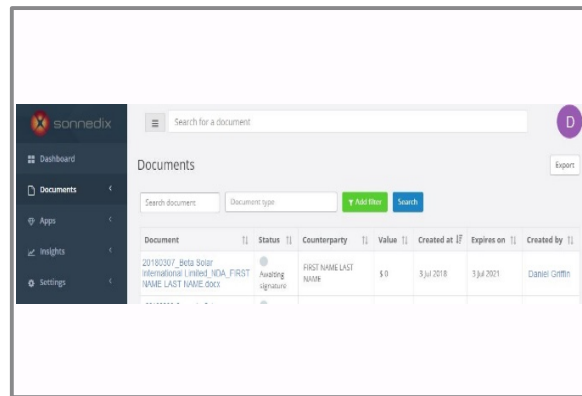 sonnedix
Search for a document
D
Dashboard
Documents
Apps
Insights
Settings
Documents
Export
Search document
Document type
Add filter
Search
Document Status Counterparty Value Created at Expires on Created by
20180307_Beta Solar
International Limited_NDA_FIRST
NAME LAST NAME.docx
Awaiting
signature
FIRST NAME LAST
NAME
$ 0
3 Jul 2018
3 Jul 2021
Daniel Griffin